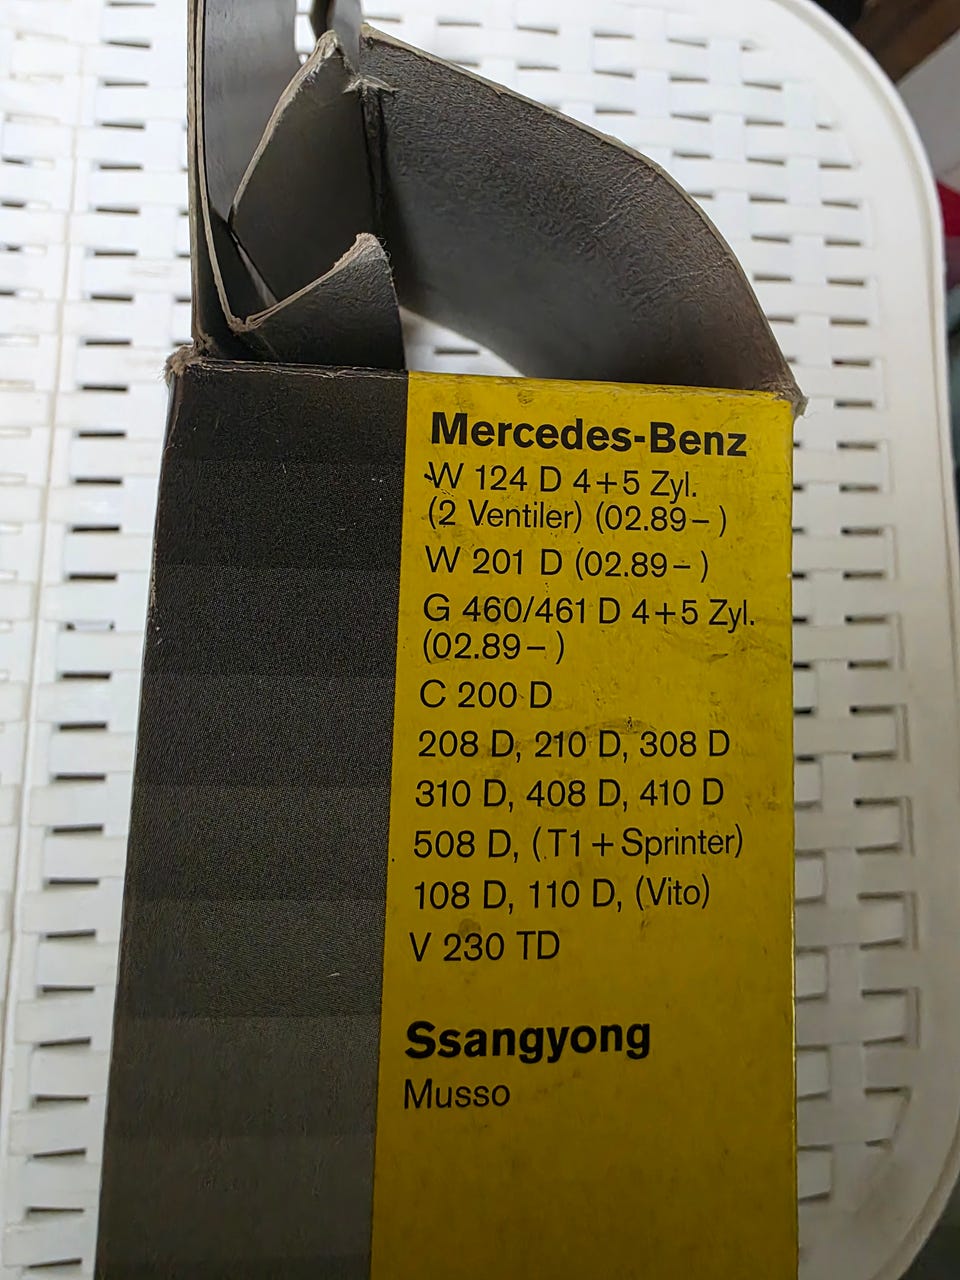 Mercedes-Benz
W 124 D 4+5 Zyl.
(2 Ventiler) (02.89– )
W 201 D (02.89– )
G 460/461 D 4+5 Zyl.
(02.89– )
C 200 D
208 D, 210 D, 308 D
310 D, 408 D, 410 D
508 D, (T1 + Sprinter)
108 D, 110 D, (Vito)
V 230 TD
Ssangyong
Musso